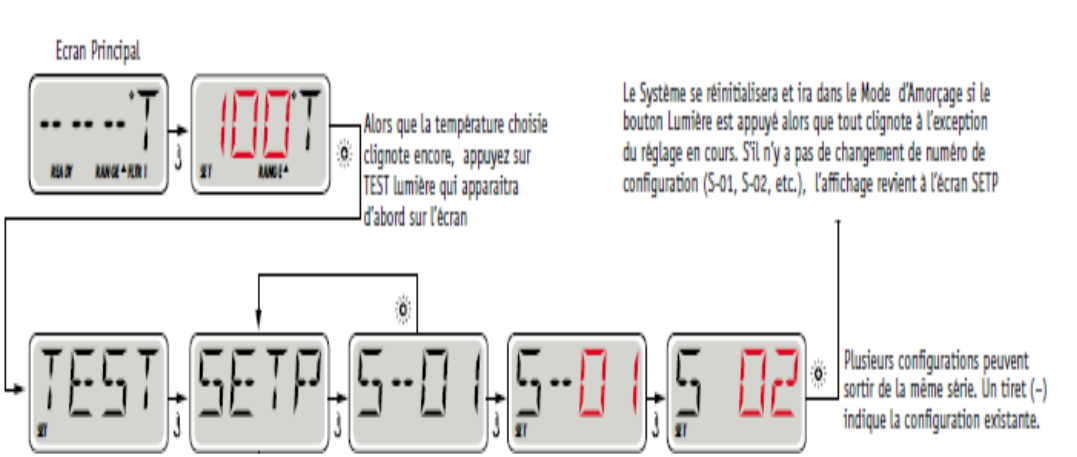 Ecran Principal
-- -- -- °T
READY RANGE FLTR 1
100°T
SET RANGE
Alors que la température choisie
clignote encore, appuyez sur
TEST lumière qui apparaitra
d'abord sur l'écran
Le Système se réinitialisera et ira dans le Mode d'Amorçage si le
bouton Lumière est appuyé alors que tout clignote à l'exception
du réglage en cours. S'il n'y a pas de changement de numéro de
configuration (S-01, S-02, etc.), l'affichage revient à l'écran SETP
TEST
SET
SETP
S--01
S--01
SET
S 02
SET
Plusieurs configurations peuvent
sortir de la même série. Un tiret (–)
indique la configuration existante.